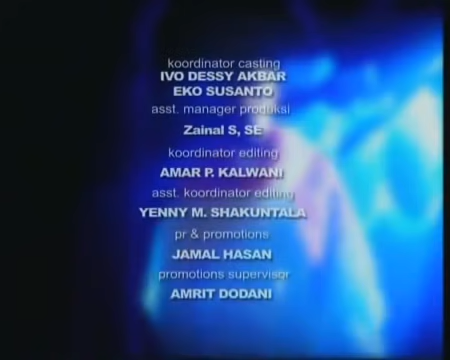 koordinator casting
IVO DESSY AKBAR
EKO SUSANTO
asst. manager produksi
Zainal S, SE
koordinator editing
AMAR P. KALWANI
asst. koordinator editing
YENNY M. SHAKUNTALA
pr & promotions
JAMAL HASAN
promotions supervisor
AMRIT DODANI